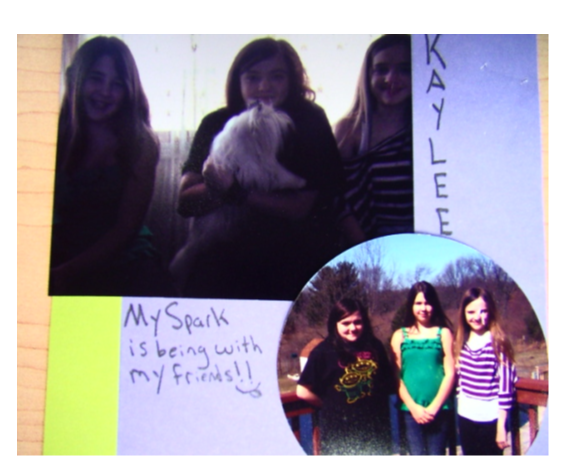 KAYLEE
My Spark
is being with
my friends!!